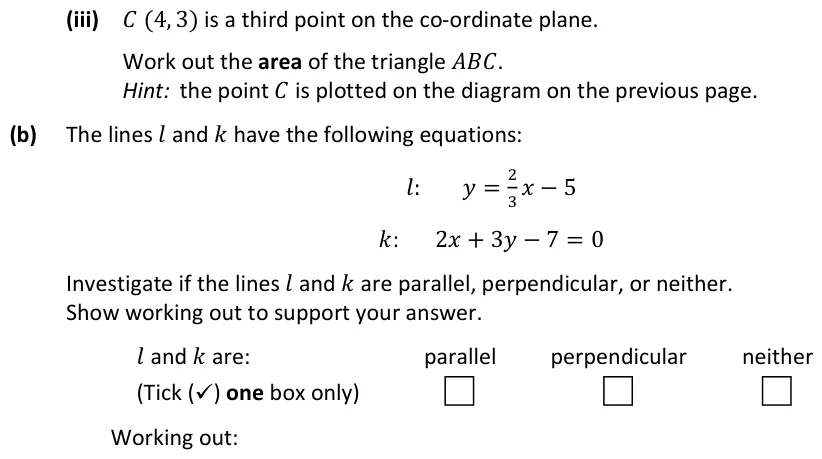 (iii) C (4, 3) is a third point on the co-ordinate plane.
Work out the area of the triangle ABC.
Hint: the point C is plotted on the diagram on the previous page.
(b) The lines l and k have the following equations:
l: y = 2/3 x − 5
k: 2x + 3y − 7 = 0
Investigate if the lines l and k are parallel, perpendicular, or neither.
Show working out to support your answer.
l and k are: parallel perpendicular neither
(Tick (✓) one box only) ☐ ☐ ☐
Working out: